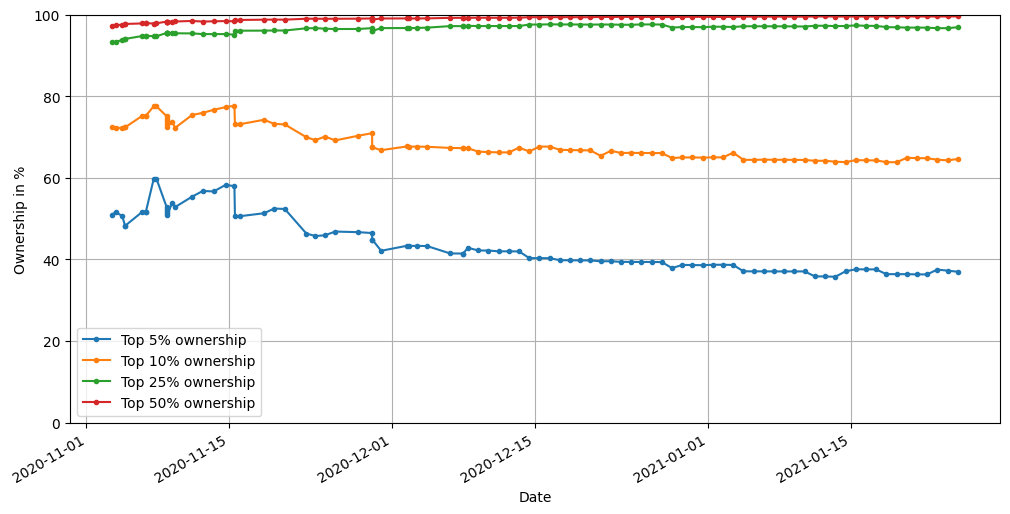 100
80
60
40
20
0
Ownership in %
Top 5% ownership
Top 10% ownership
Top 25% ownership
Top 50% ownership
2020-11-01
2020-11-15
2020-12-01
2020-12-15
2021-01-01
2021-01-15
Date